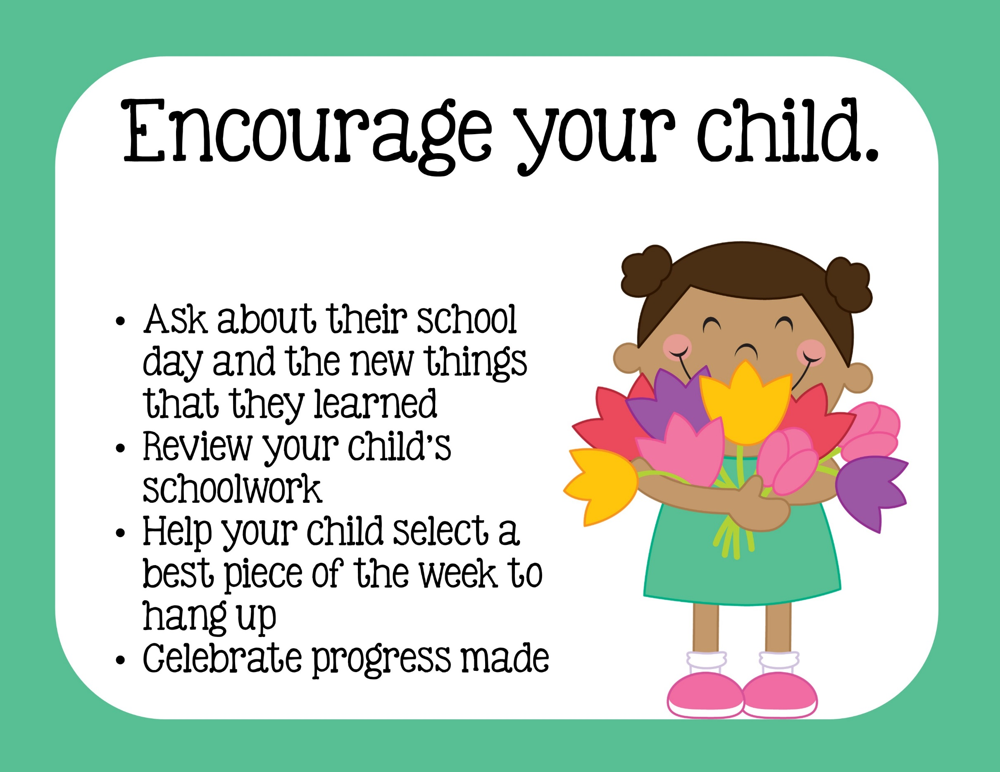 Encourage your child.
• Ask about their school
day and the new things
that they learned
• Review your child's
schoolwork
• Help your child select a
best piece of the week to
hang up
• Celebrate progress made